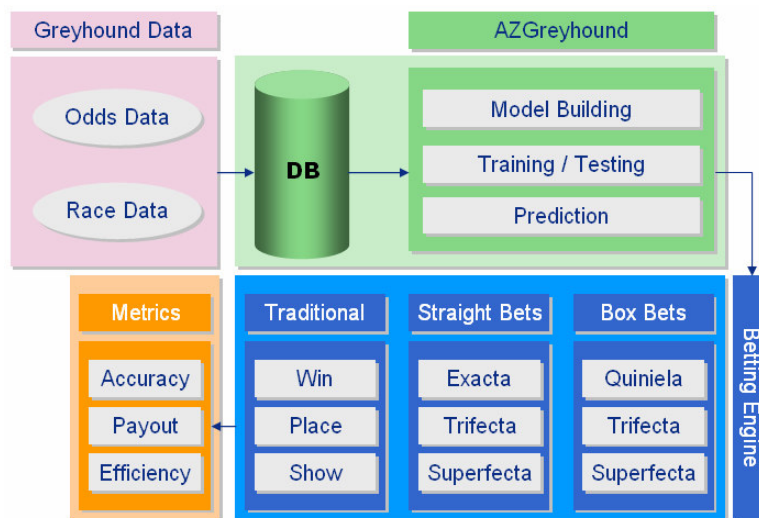 Greyhound Data
AZGreyhound
Odds Data
Race Data
DB
Model Building
Training / Testing
Prediction
Metrics
Accuracy
Payout
Efficiency
Traditional
Win
Place
Show
Straight Bets
Exacta
Trifecta
Superfecta
Box Bets
Quiniela
Trifecta
Superfecta
Betting Engine